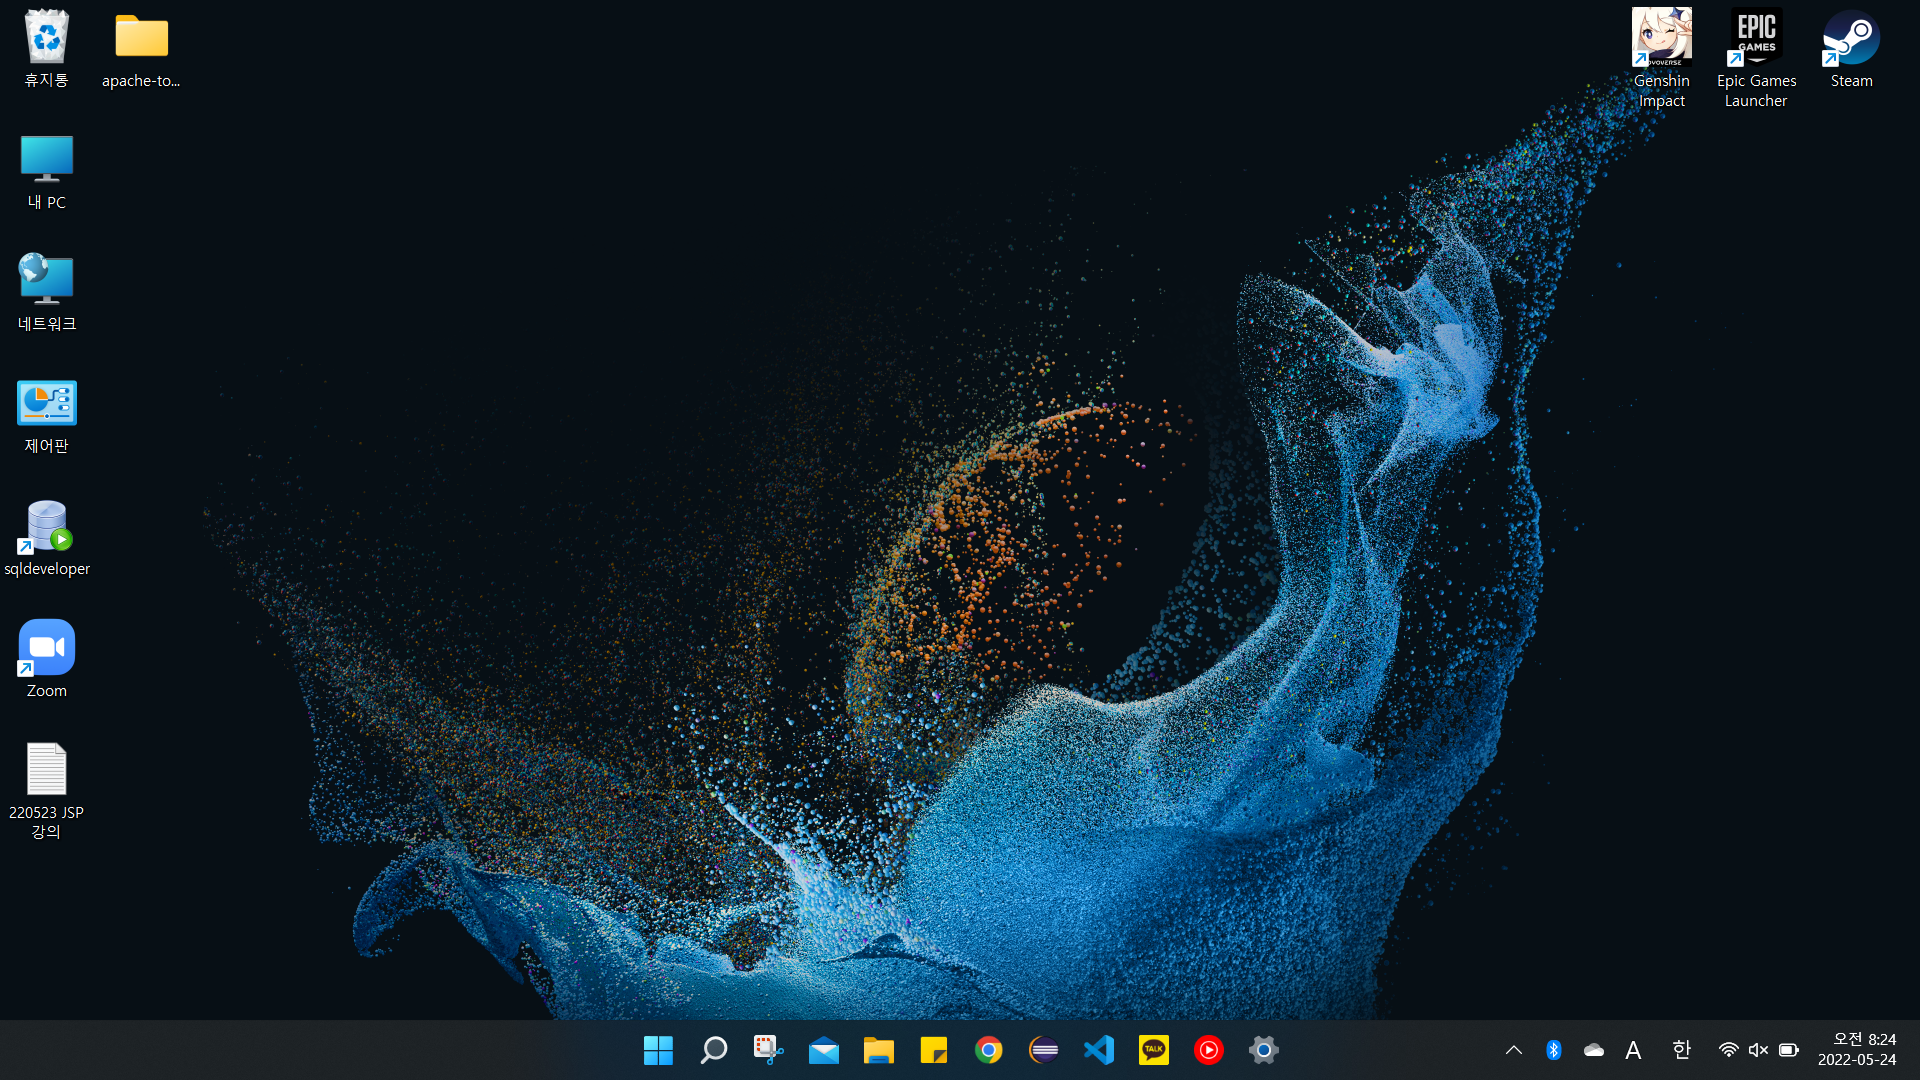 휴지통
apache-to...
내 PC
네트워크
제어판
sqldeveloper
Zoom
220523 JSP
강의
Genshin
Impact
EPIC
GAMES
Epic Games
Launcher
Steam
TALK
A
한
오전 8:24
2022-05-24